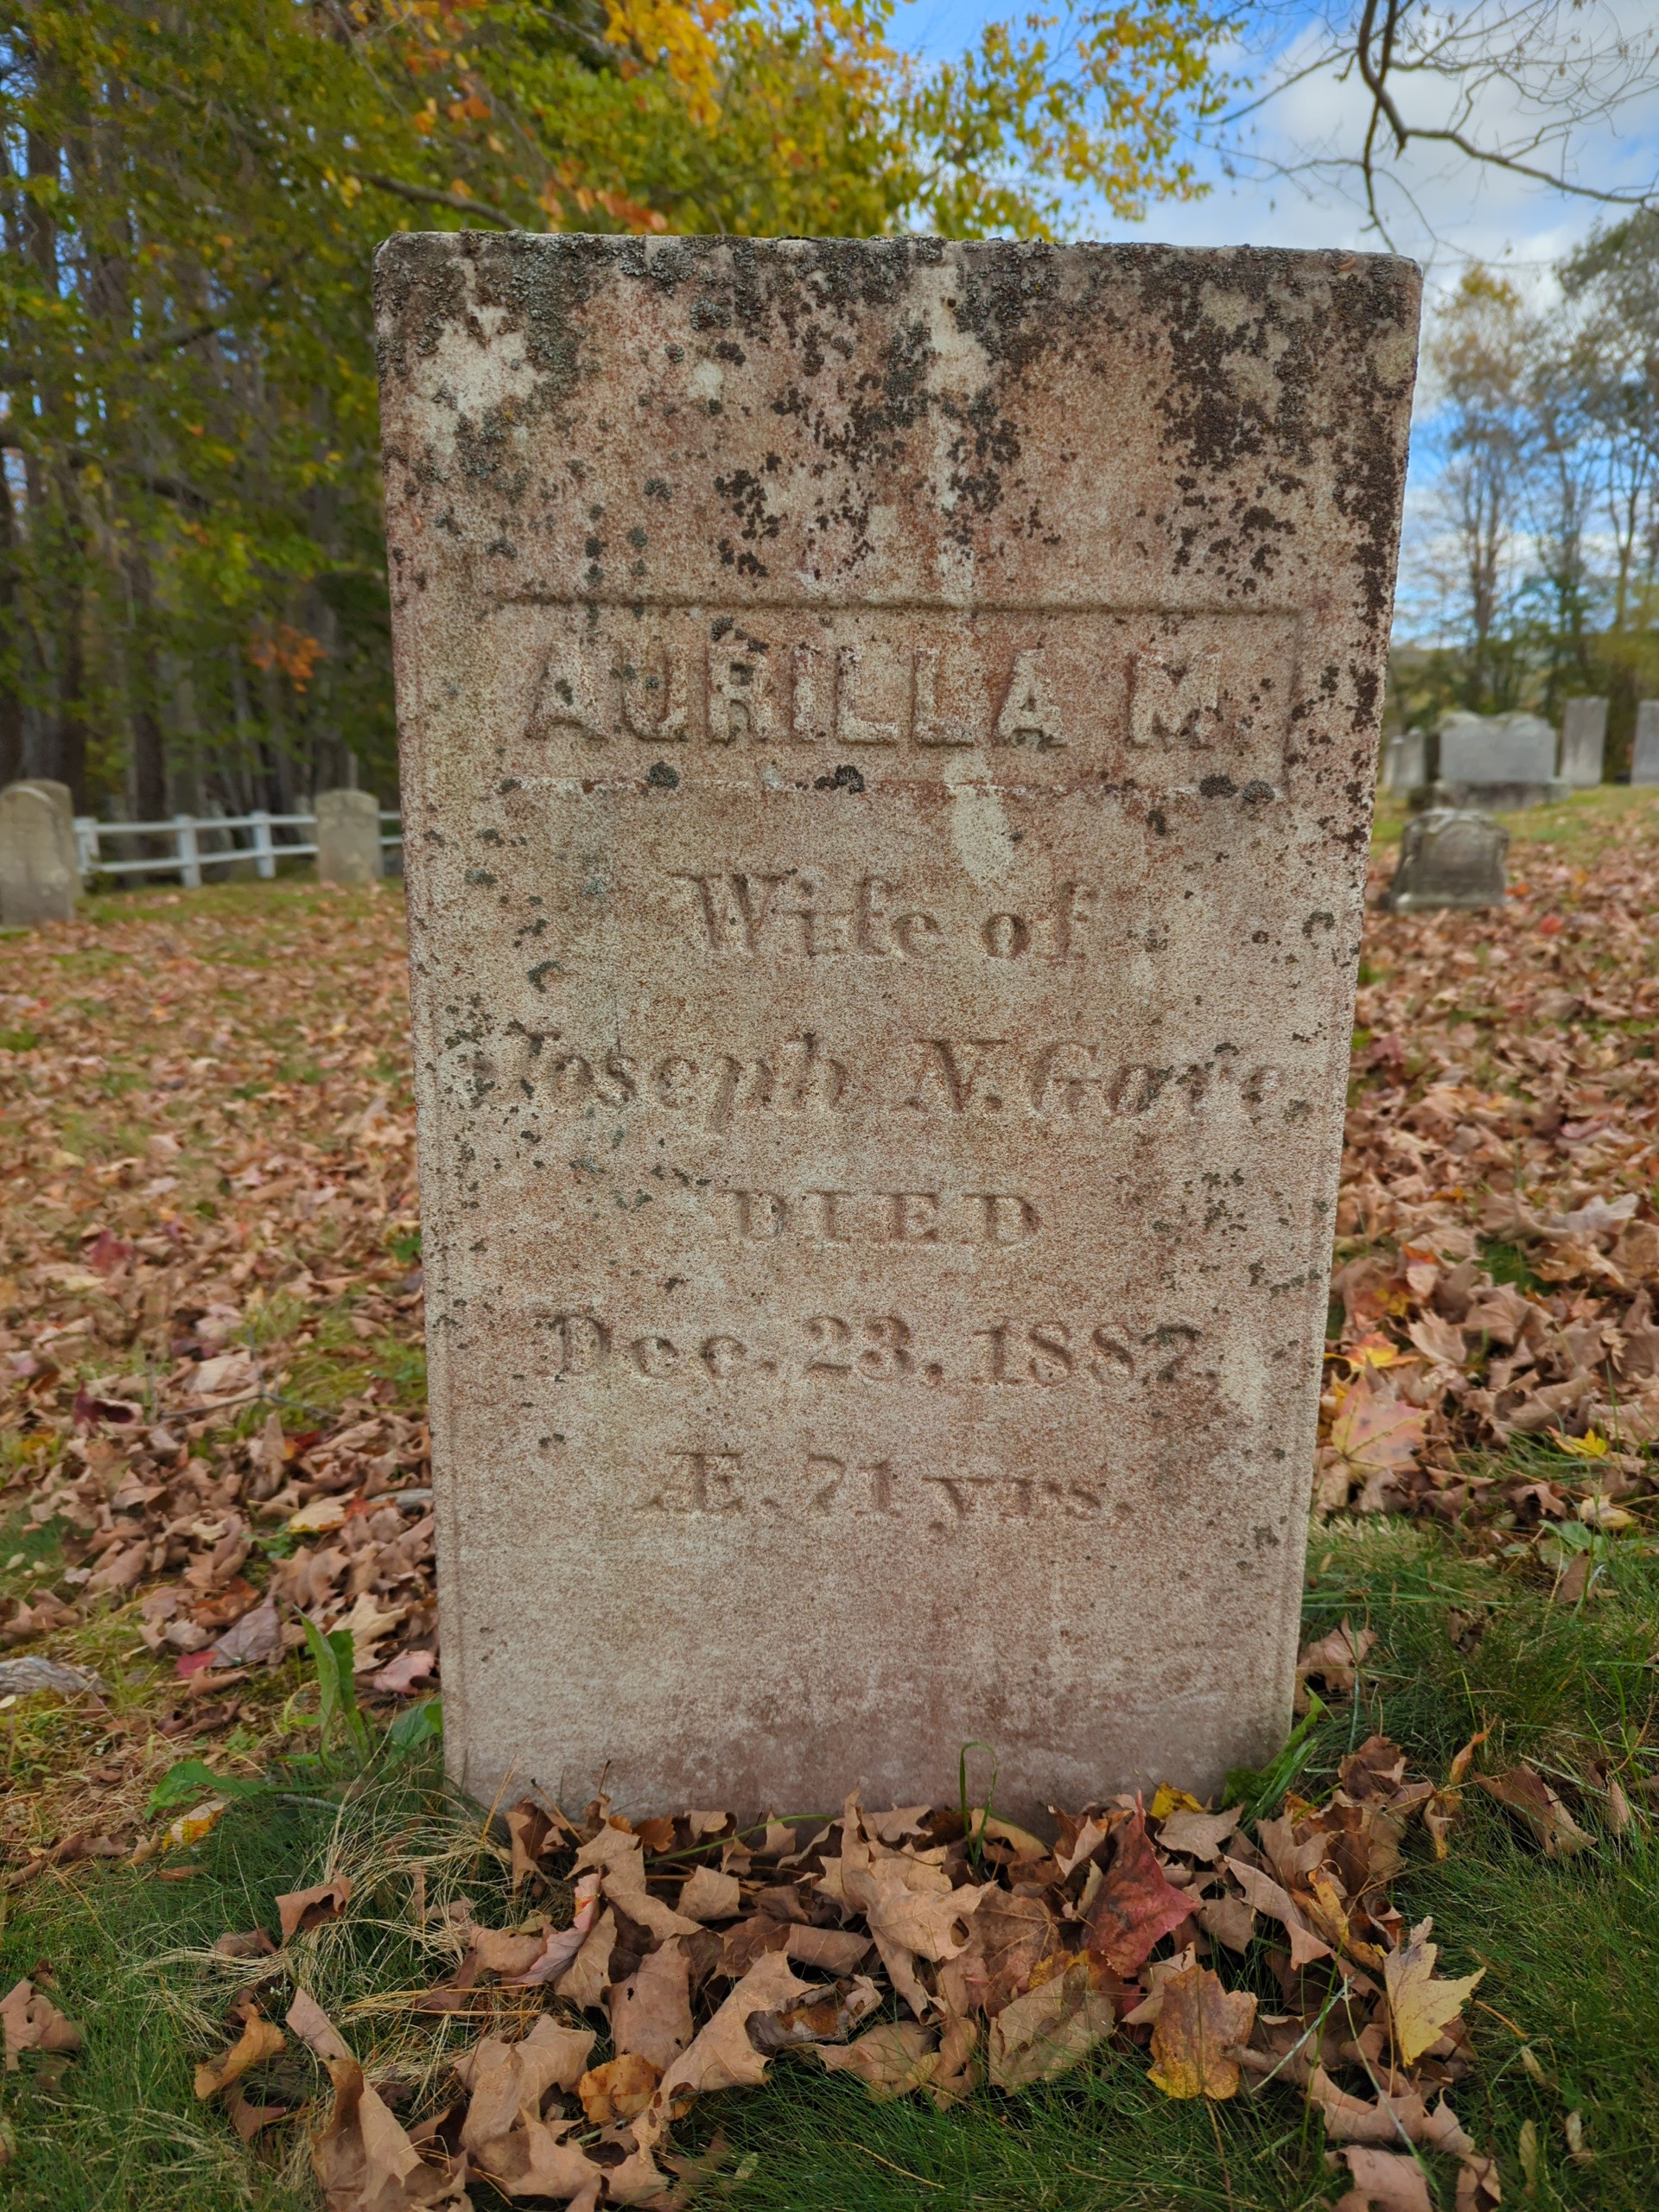 AURILLA M.
Wife of
Joseph N. Gore
DIED
Dec. 23, 1887.
Æ. 71 yrs.